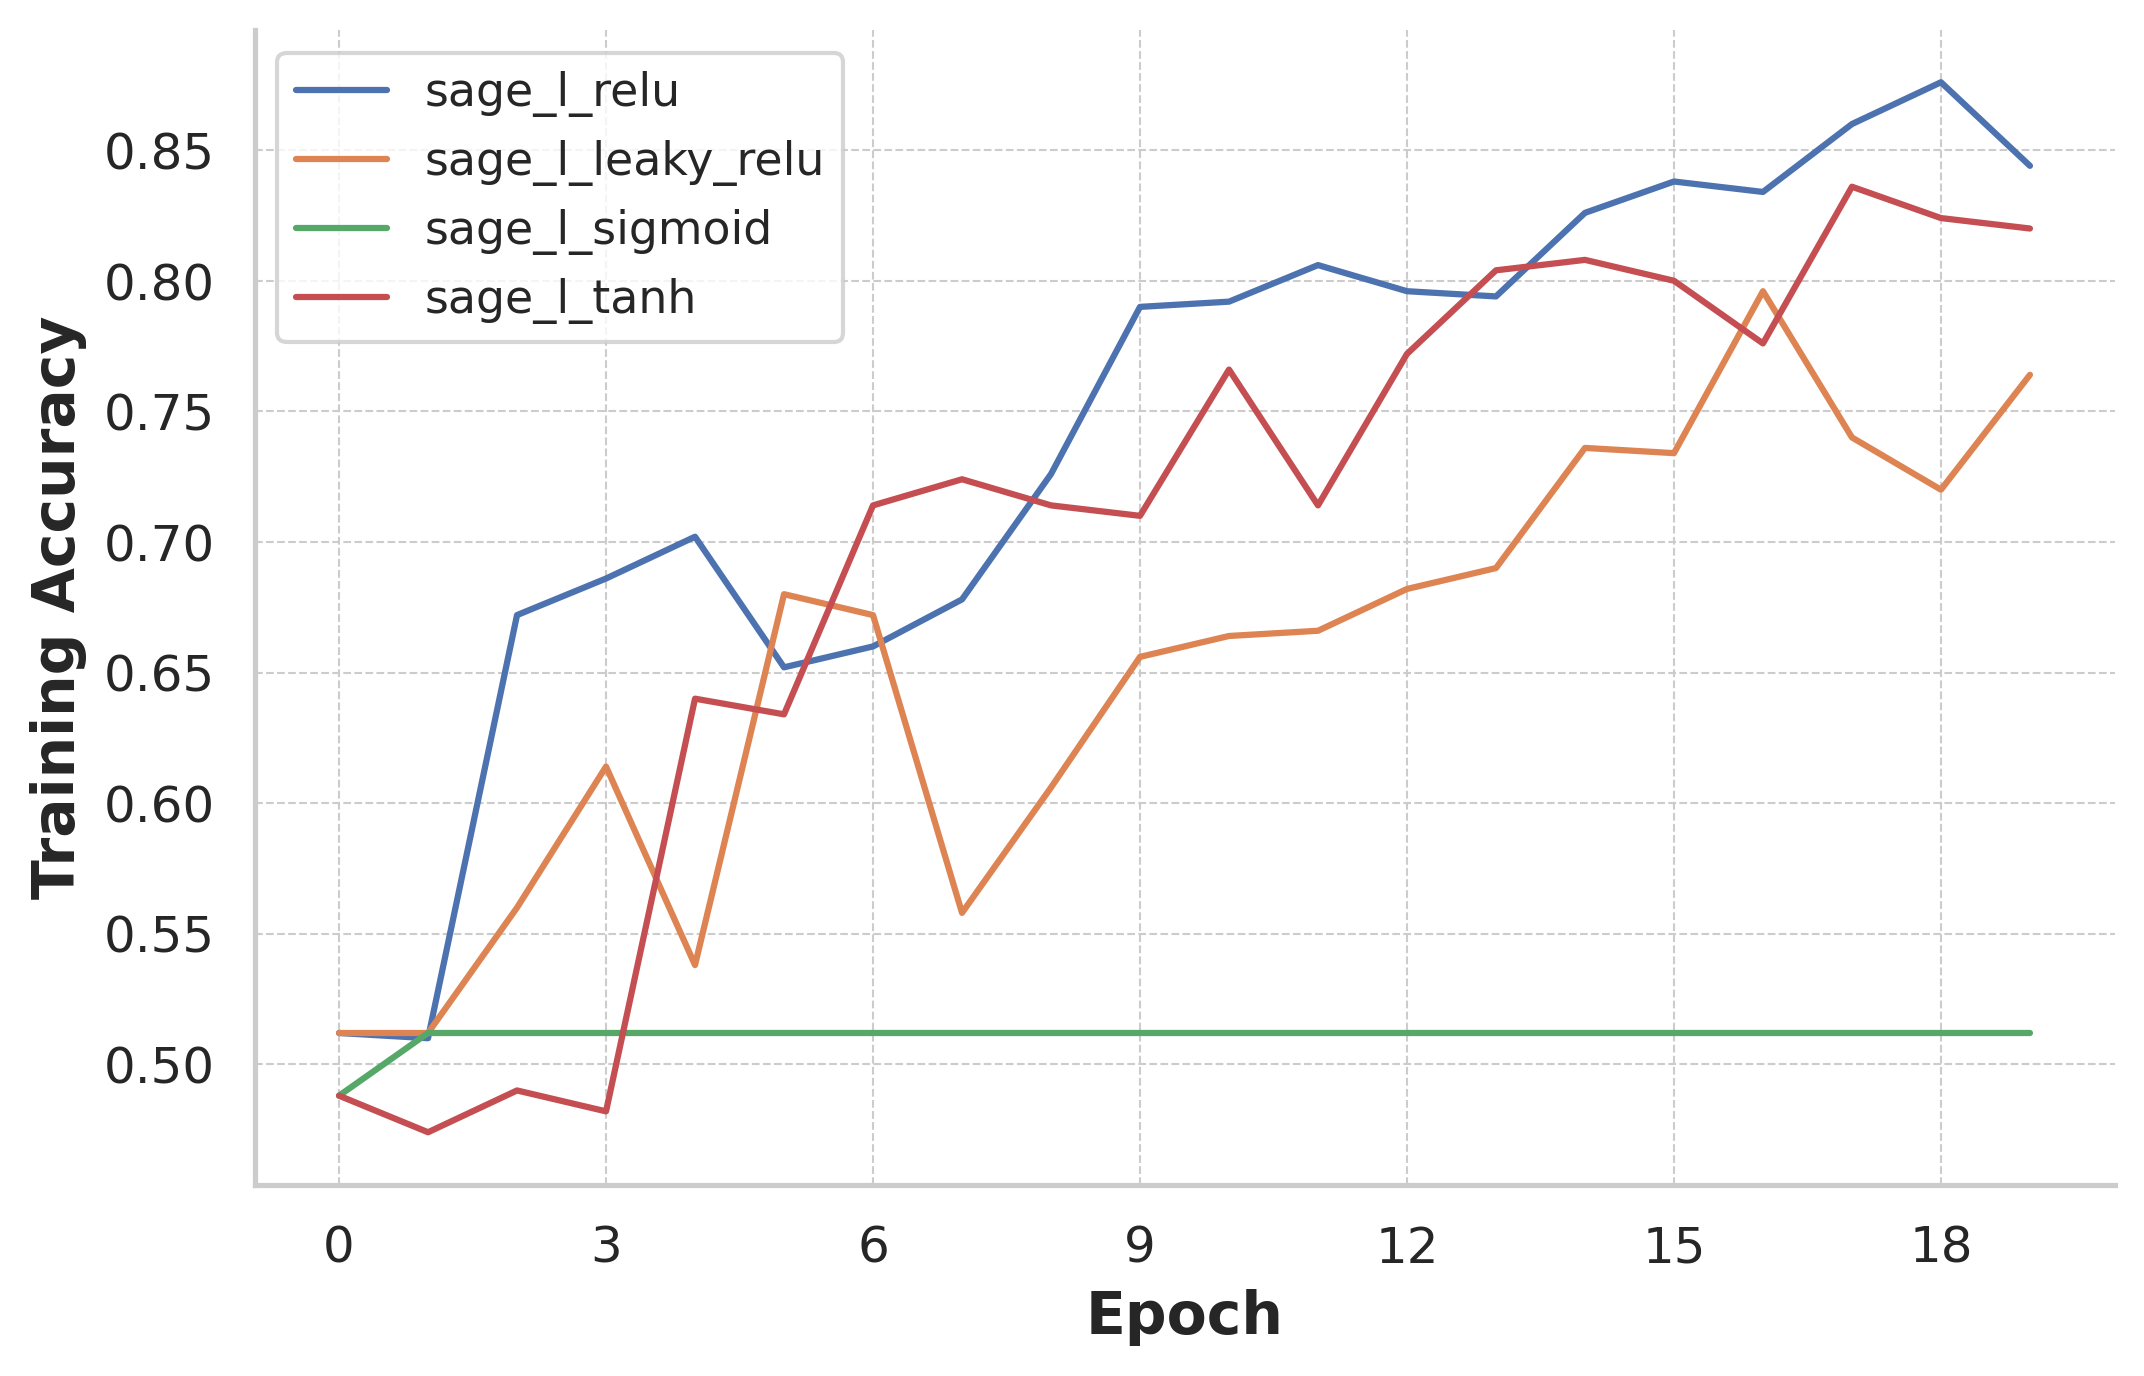 sage_l_relu
sage_l_leaky_relu
sage_l_sigmoid
sage_l_tanh
Training Accuracy
0.85
0.80
0.75
0.70
0.65
0.60
0.55
0.50
0 3 6 9 12 15 18
Epoch